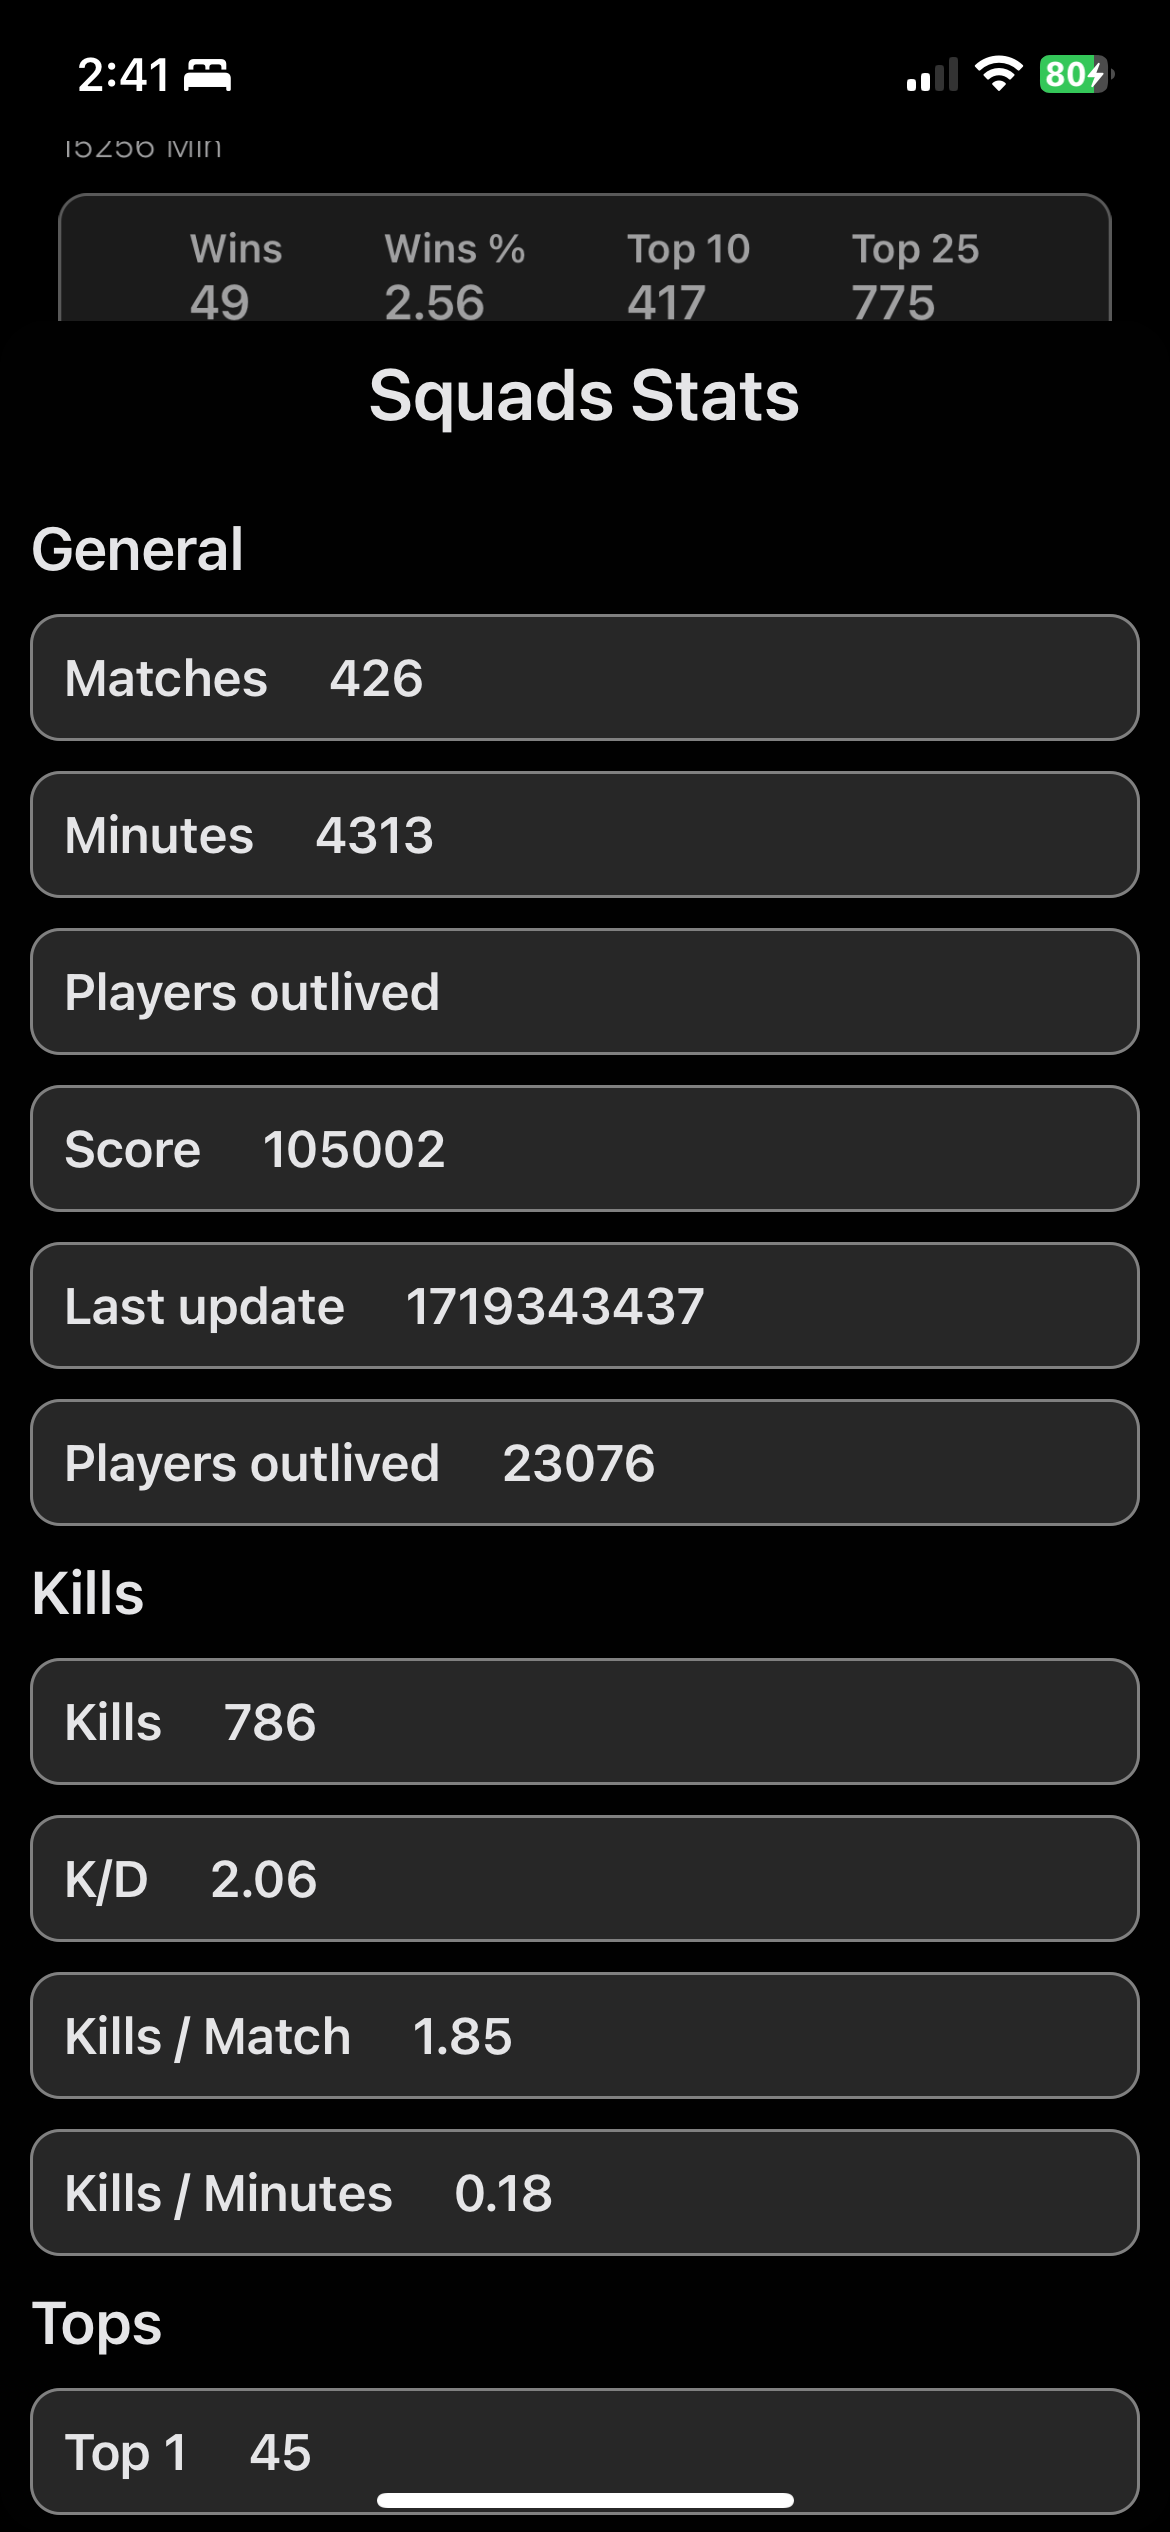 2:41
80
15256 Min
Wins Wins % Top 10 Top 25
49 2.56 417 775
Squads Stats
General
Matches 426
Minutes 4313
Players outlived
Score 105002
Last update 1719343437
Players outlived 23076
Kills
Kills 786
K/D 2.06
Kills / Match 1.85
Kills / Minutes 0.18
Tops
Top 1 45